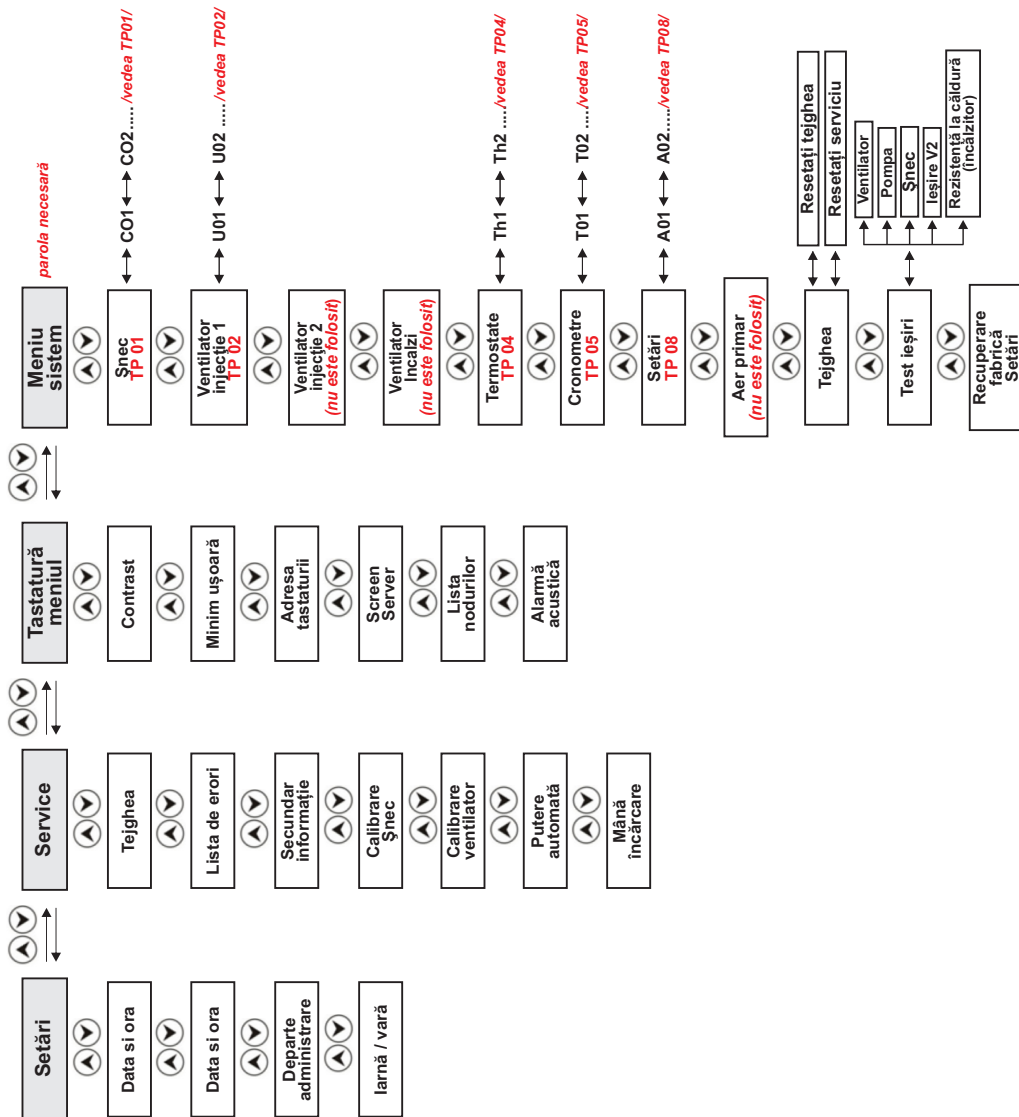 Setări
Data si ora
Data si ora
Departe
administrare
Iarnă / vară
Service
Tejghea
Lista de erori
Secundar
informație
Calibrare
Şnec
Calibrare
ventilator
Putere
automată
Mână
încărcare
Tastatură
meniul
Contrast
Minim ușoară
Adresa
tastaturii
Screen
Server
Lista
nodurilor
Alarmă
acustică
Meniu
sistem
parola necesară
Şnec
TP 01
CO1
CO2 ..... /vedea TP01/
Ventilator
injecție 1
TP 02
U01
U02 ...../vedea TP02/
Ventilator
injecție 2
(nu este folosit)
Ventilator
Incalzi
(nu este folosit)
Termostate
TP 04
Th1
Th2 ...../vedea TP04/
Cronometre
TP 05
T01
T02 ..../vedea TP05/
Setări
TP 08
A01
A02...../vedea TP08/
Aer primar
(nu este folosit)
Tejghea
Resetați tejghea
Resetați serviciu
Test ieșiri
Ventilator
Pompa
Şnec
Ieșire V2
Rezistentă la căldură
(încălzitor)
Recuperare
fabrică
Setări